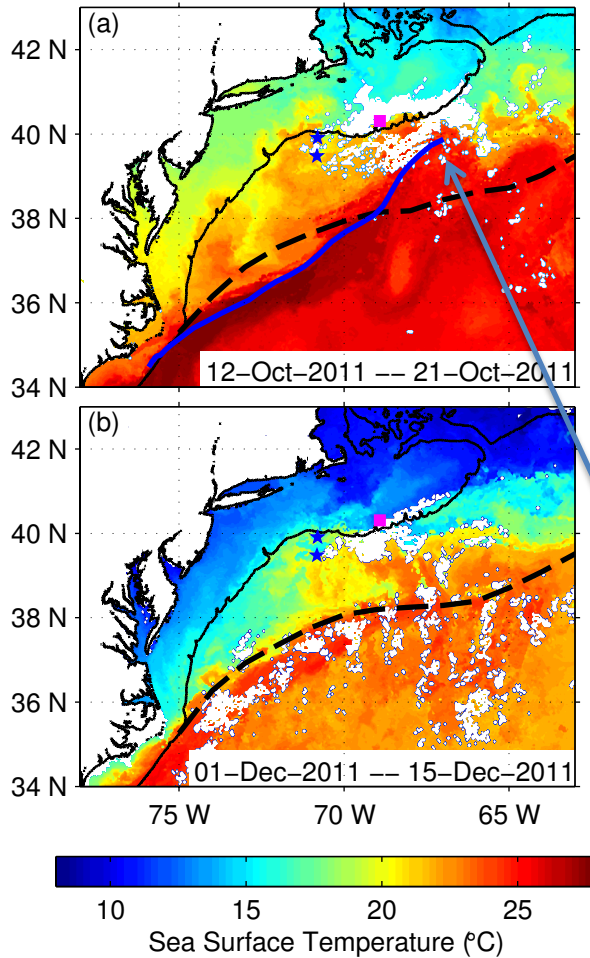 (a)
42 N
40 N
38 N
36 N
34 N
12-Oct-2011 -- 21-Oct-2011
(b)
42 N
40 N
38 N
36 N
34 N
01-Dec-2011 -- 15-Dec-2011
75 W 70 W 65 W
10 15 20 25
Sea Surface Temperature (°C)